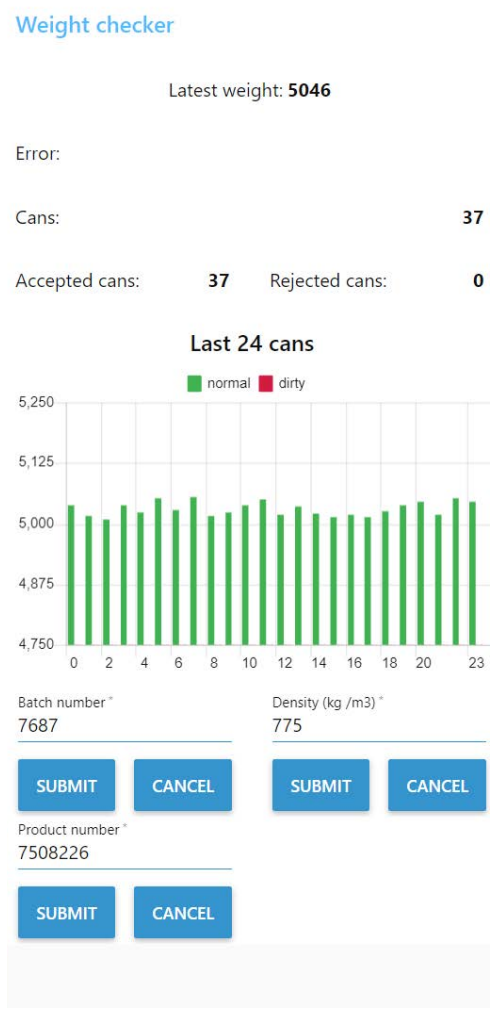 Weight checker
Latest weight: 5046
Error:
Cans: 37
Accepted cans: 37 Rejected cans: 0
Last 24 cans
normal dirty
5,250
5,125
5,000
4,875
4,750
0 2 4 6 8 10 12 14 16 18 20 23
Batch number * Density (kg /m3) *
7687 775
SUBMIT CANCEL SUBMIT CANCEL
Product number *
7508226
SUBMIT CANCEL